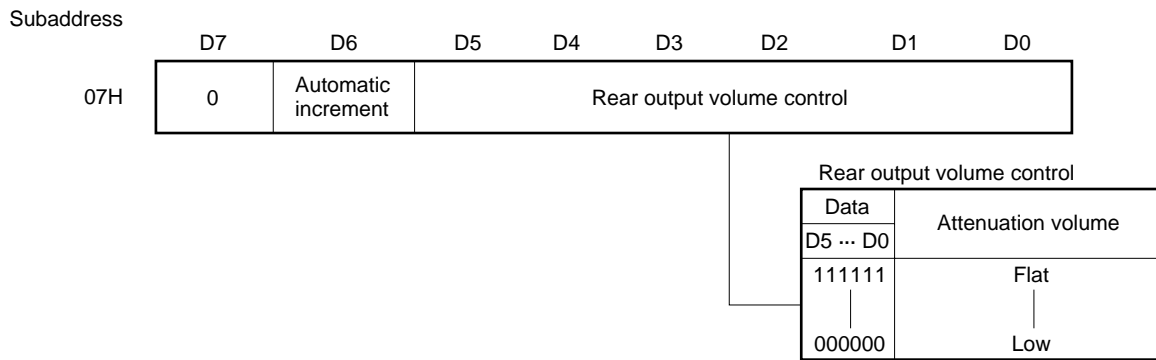 Subaddress
D7 D6 D5 D4 D3 D2 D1 D0
07H 0 Automatic increment Rear output volume control
Rear output volume control
Data Attenuation volume
D5 ··· D0
111111 Flat
000000 Low